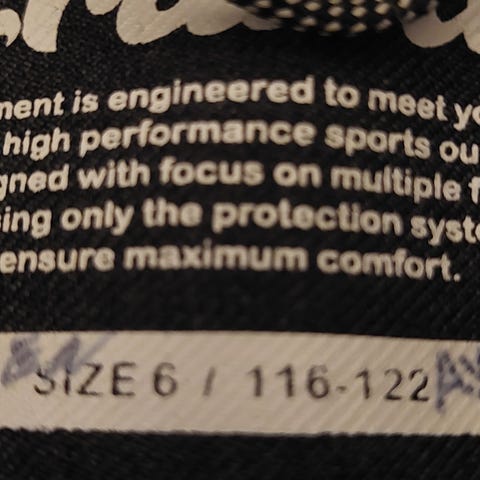 ment is engineered to meet yo
high performance sports ou
gned with focus on multiple f
sing only the protection syste
ensure maximum comfort.
SIZE 6 / 116-122